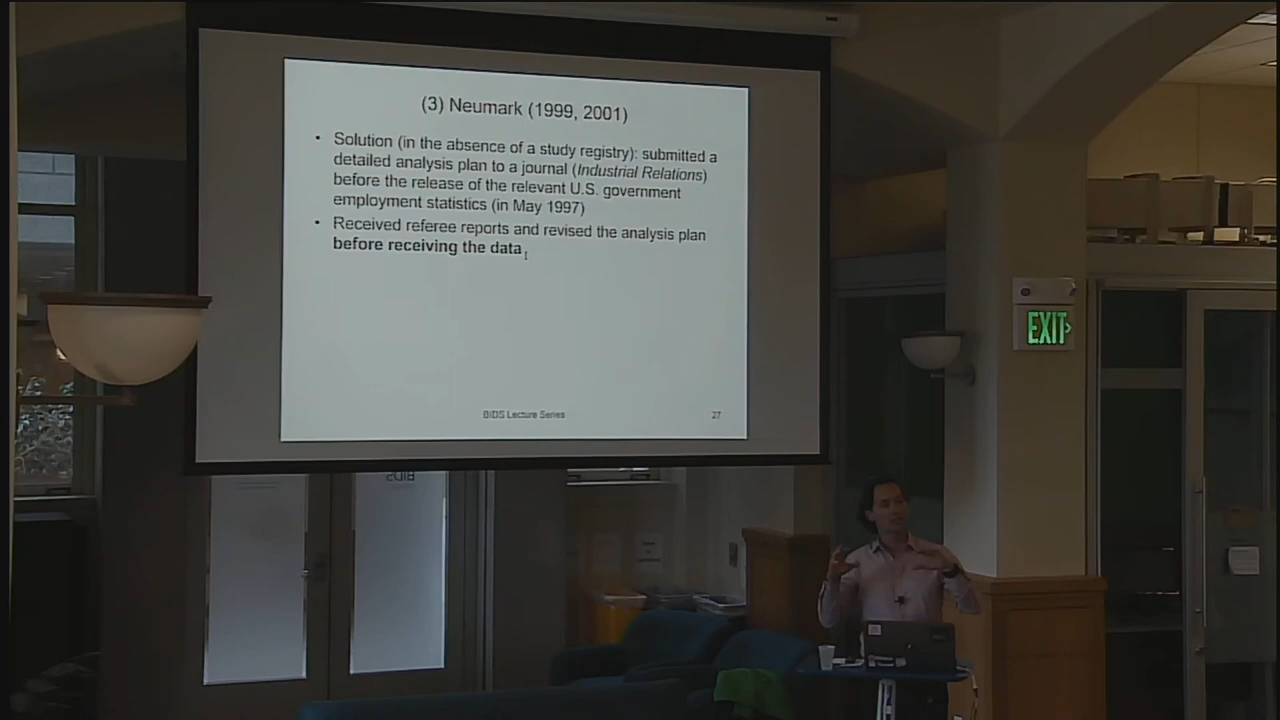 (3) Neumark (1999, 2001)
• Solution (in the absence of a study registry): submitted a
detailed analysis plan to a journal (Industrial Relations)
before the release of the relevant U.S. government
employment statistics (in May 1997)
• Received referee reports and revised the analysis plan
before receiving the data
BIDS Lecture Series
27
EXIT
BIDS